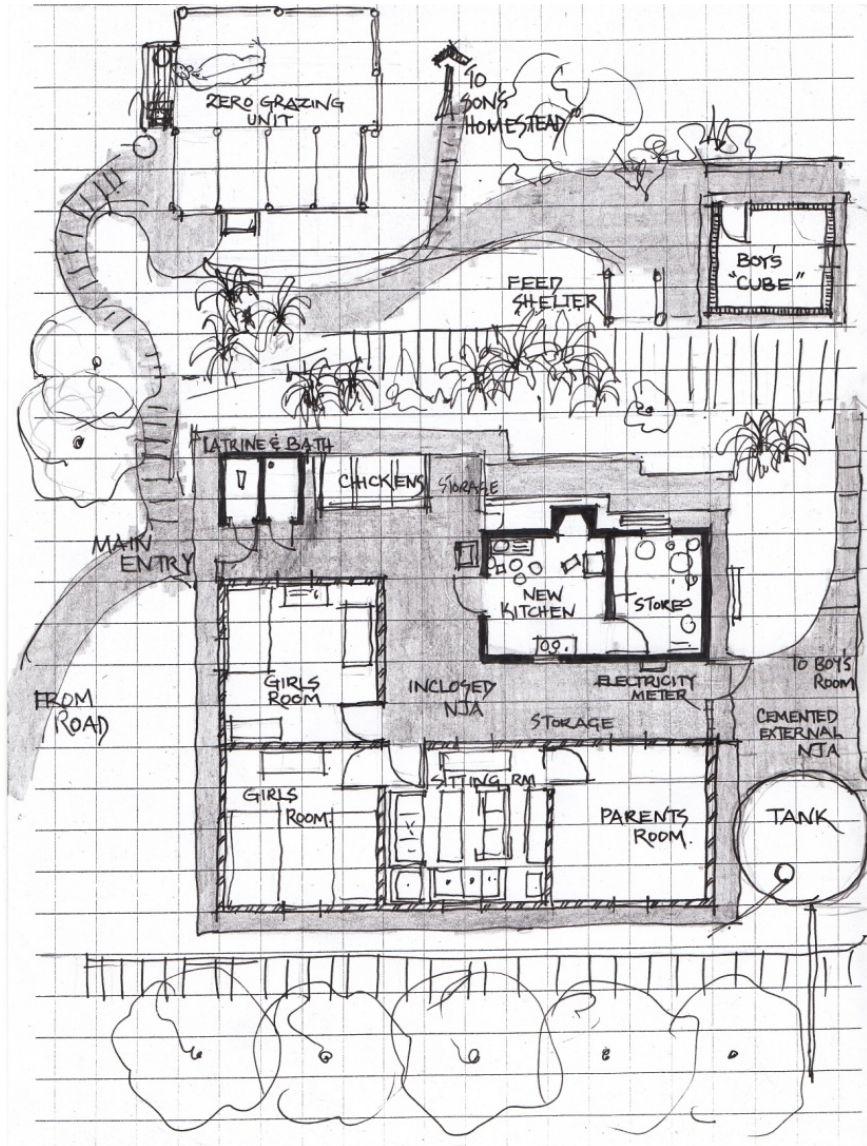 ZERO GRAZING
UNIT
TO
SONS
HOMESTEAD
BOY'S
"CUBE"
FEED
SHELTER
LATRINE & BATH
CHICKENS
STORAGE
MAIN
ENTRY
NEW
KITCHEN
STORE
TO BOY'S
ROOM
GIRLS
ROOM
INCLOSED
NJA
ELECTRICITY
METER
FROM
ROAD
STORAGE
CEMENTED
EXTERNAL
NJA
SITTING RM
GIRLS
ROOM.
PARENTS
ROOM.
TANK